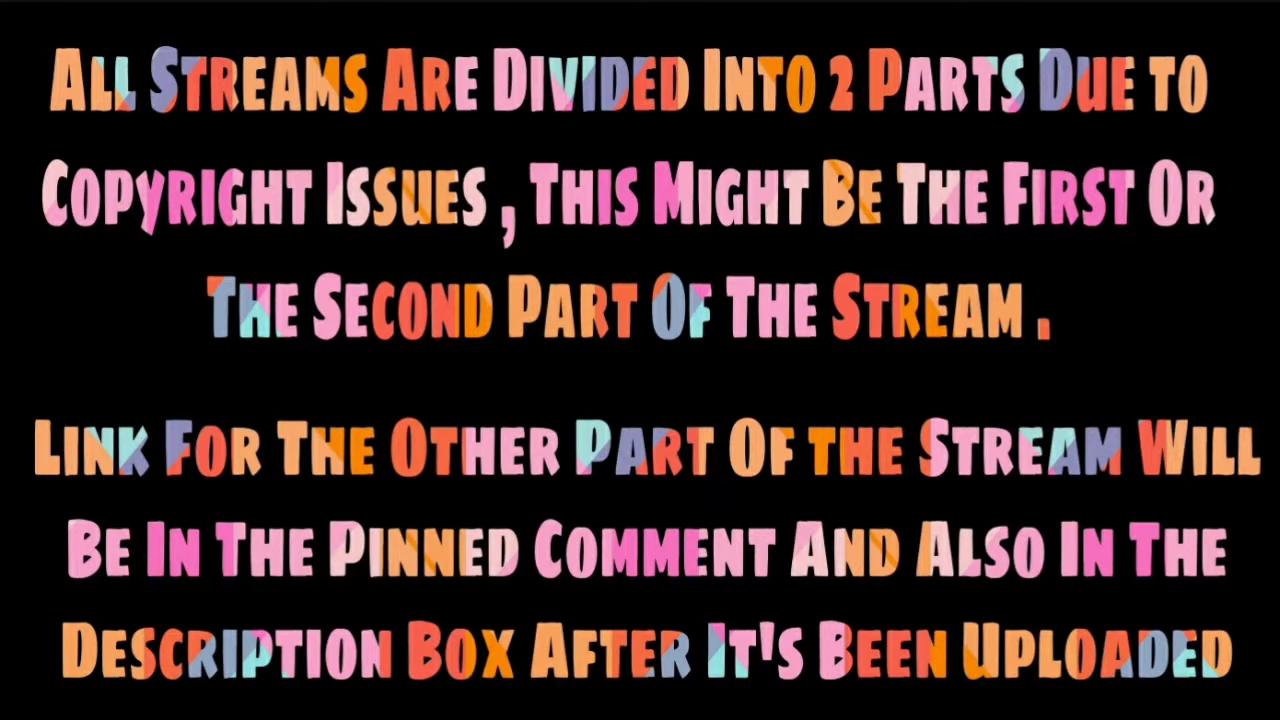 All Streams Are Divided Into 2 Parts Due to
Copyright Issues , This Might Be The First Or
The Second Part Of The Stream .
Link For The Other Part Of the Stream Will
Be In The Pinned Comment And Also In The
Description Box After It's Been Uploaded